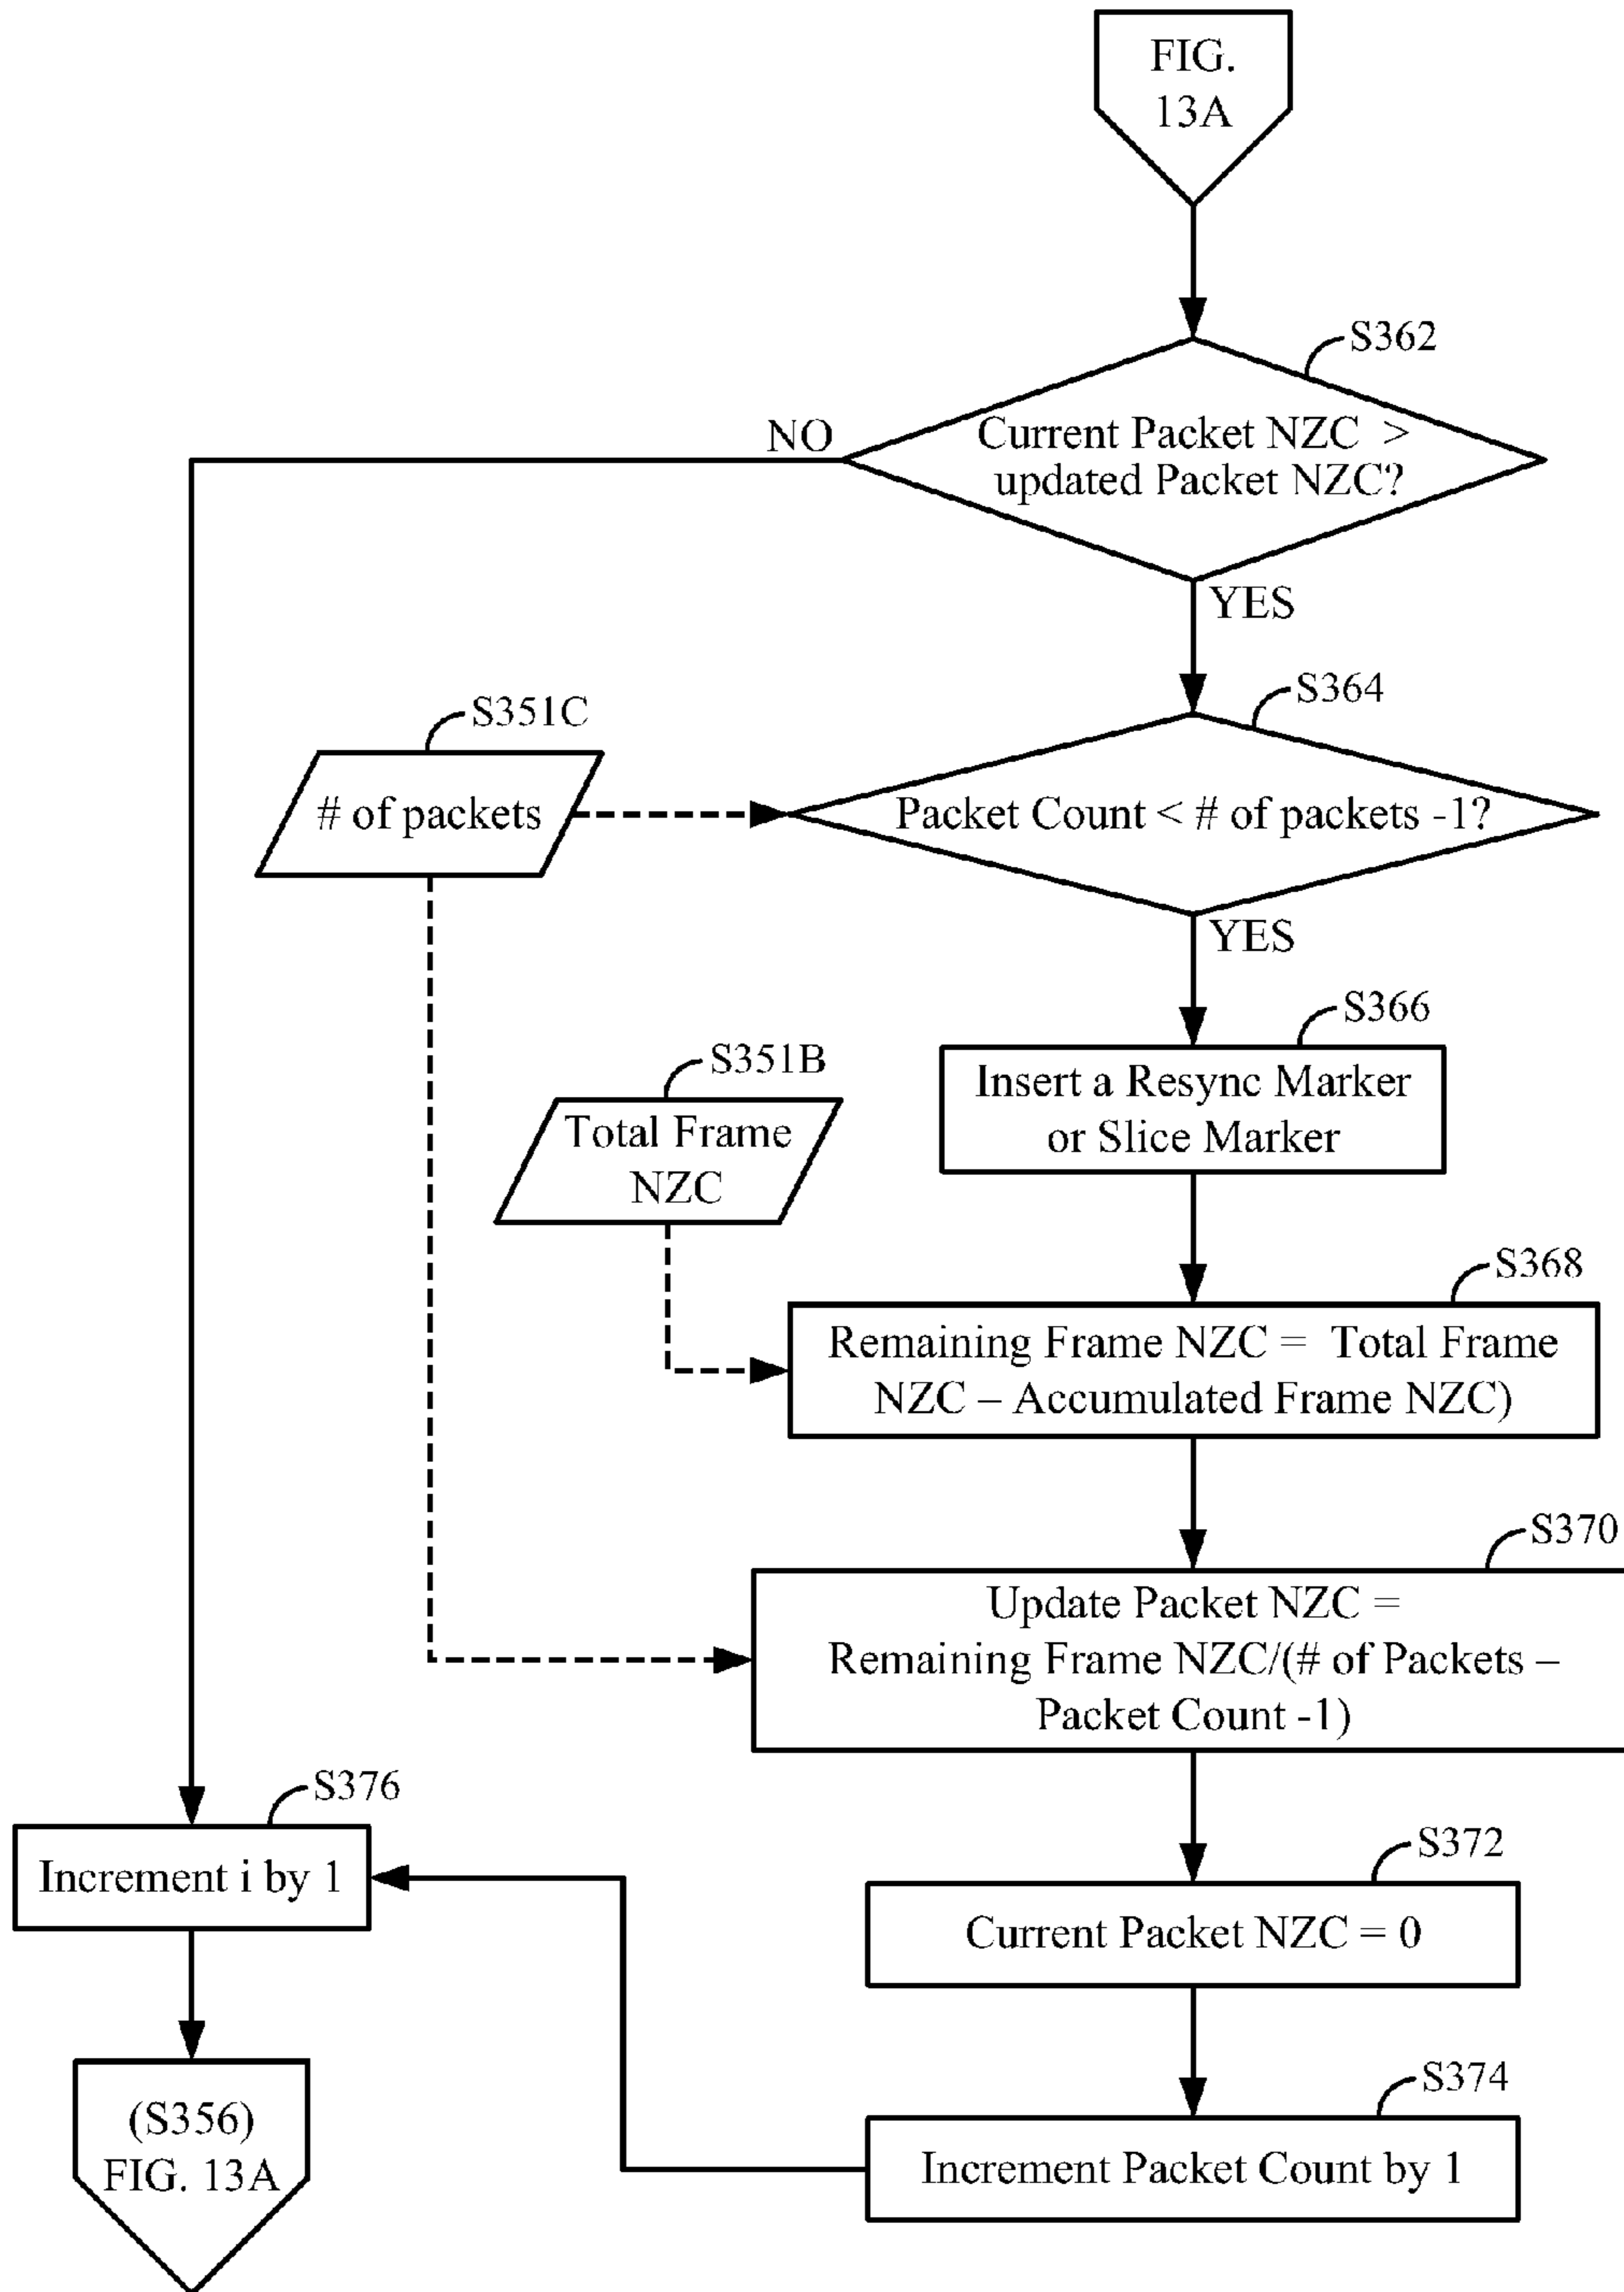 FIG.
13A
S362
Current Packet NZC >
updated Packet NZC?
NO
YES
S364
Packet Count < # of packets -1?
S351C
# of packets
YES
S366
Insert a Resync Marker
or Slice Marker
S351B
Total Frame
NZC
S368
Remaining Frame NZC = Total Frame
NZC – Accumulated Frame NZC)
S370
Update Packet NZC =
Remaining Frame NZC/(# of Packets –
Packet Count -1)
S376
Increment i by 1
S372
Current Packet NZC = 0
S374
Increment Packet Count by 1
(S356)
FIG. 13A